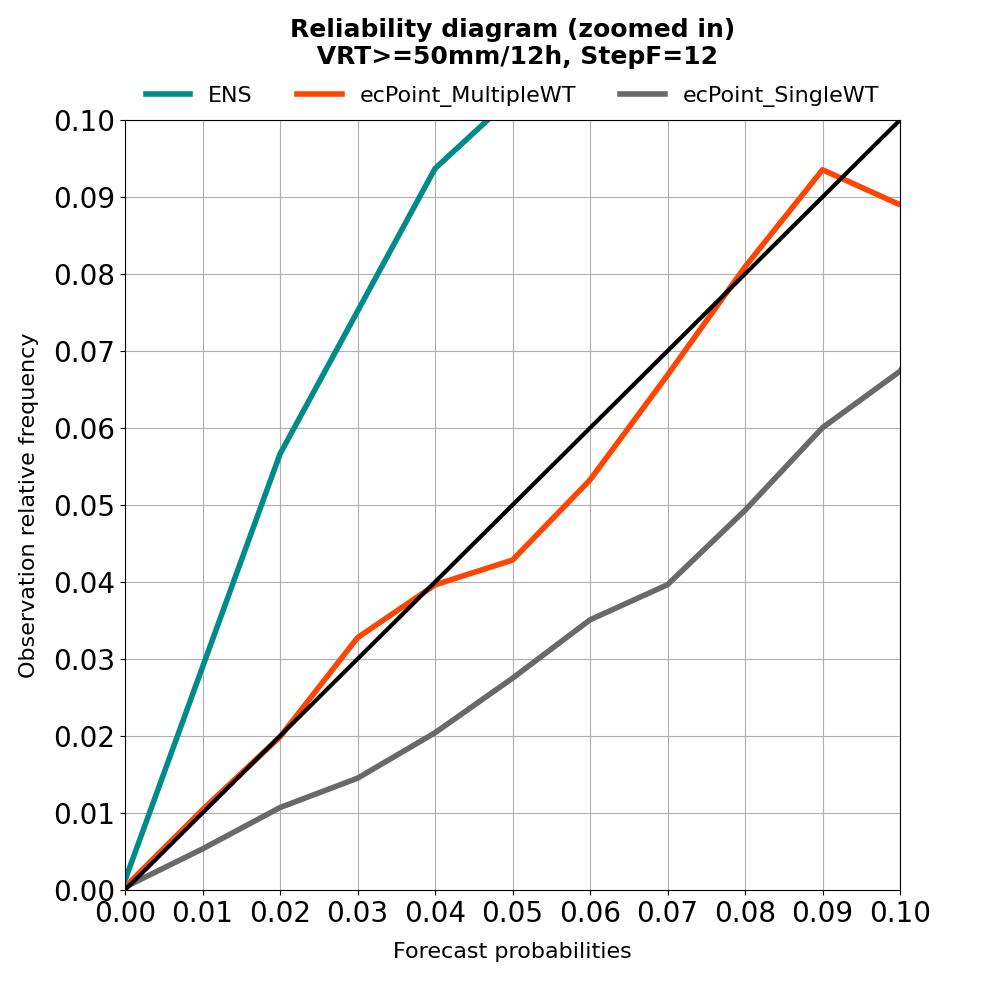 Reliability diagram (zoomed in)
VRT>=50mm/12h, StepF=12
ENS ecPoint_MultipleWT ecPoint_SingleWT
0.10
0.09
0.08
0.07
0.06
0.05
0.04
0.03
0.02
0.01
0.00
Observation relative frequency
0.00 0.01 0.02 0.03 0.04 0.05 0.06 0.07 0.08 0.09 0.10
Forecast probabilities